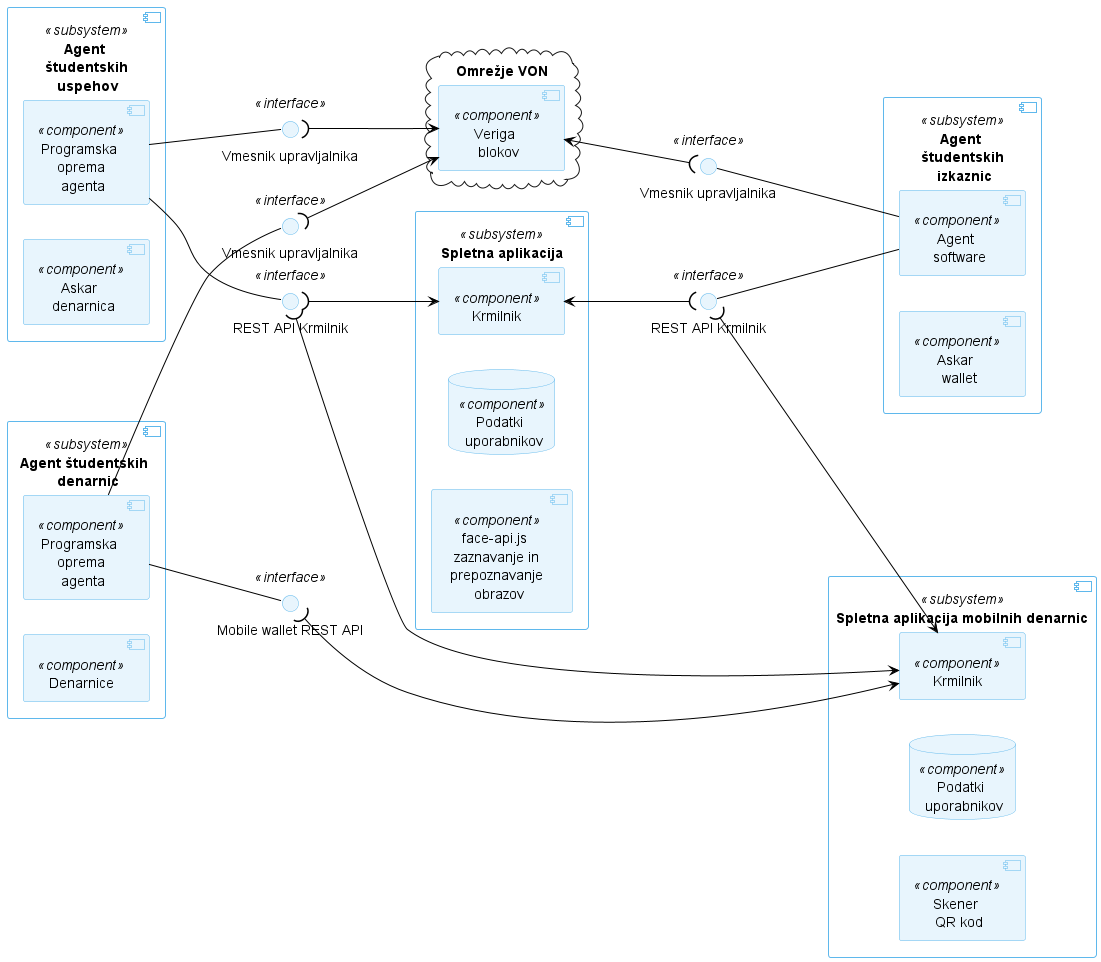 «subsystem»
Agent
študentskih
uspehov
«component»
Programska
oprema
agenta
«component»
Askar
denarnica
«interface»
Vmesnik upravljalnika
«interface»
Vmesnik upravljalnika
«interface»
REST API Krmilnik
Omrežje VON
«component»
Veriga
blokov
«subsystem»
Spletna aplikacija
«component»
Krmilnik
«component»
Podatki
uporabnikov
«component»
face-api.js
zaznavanje in
prepoznavanje
obrazov
«interface»
Vmesnik upravljalnika
«interface»
REST API Krmilnik
«subsystem»
Agent
študentskih
izkaznic
«component»
Agent
software
«component»
Askar
wallet
«subsystem»
Agent študentskih
denarnic
«component»
Programska
oprema
agenta
«component»
Denarnice
«interface»
Mobile wallet REST API
«subsystem»
Spletna aplikacija mobilnih denarnic
«component»
Krmilnik
«component»
Podatki
uporabnikov
«component»
Skener
QR kod